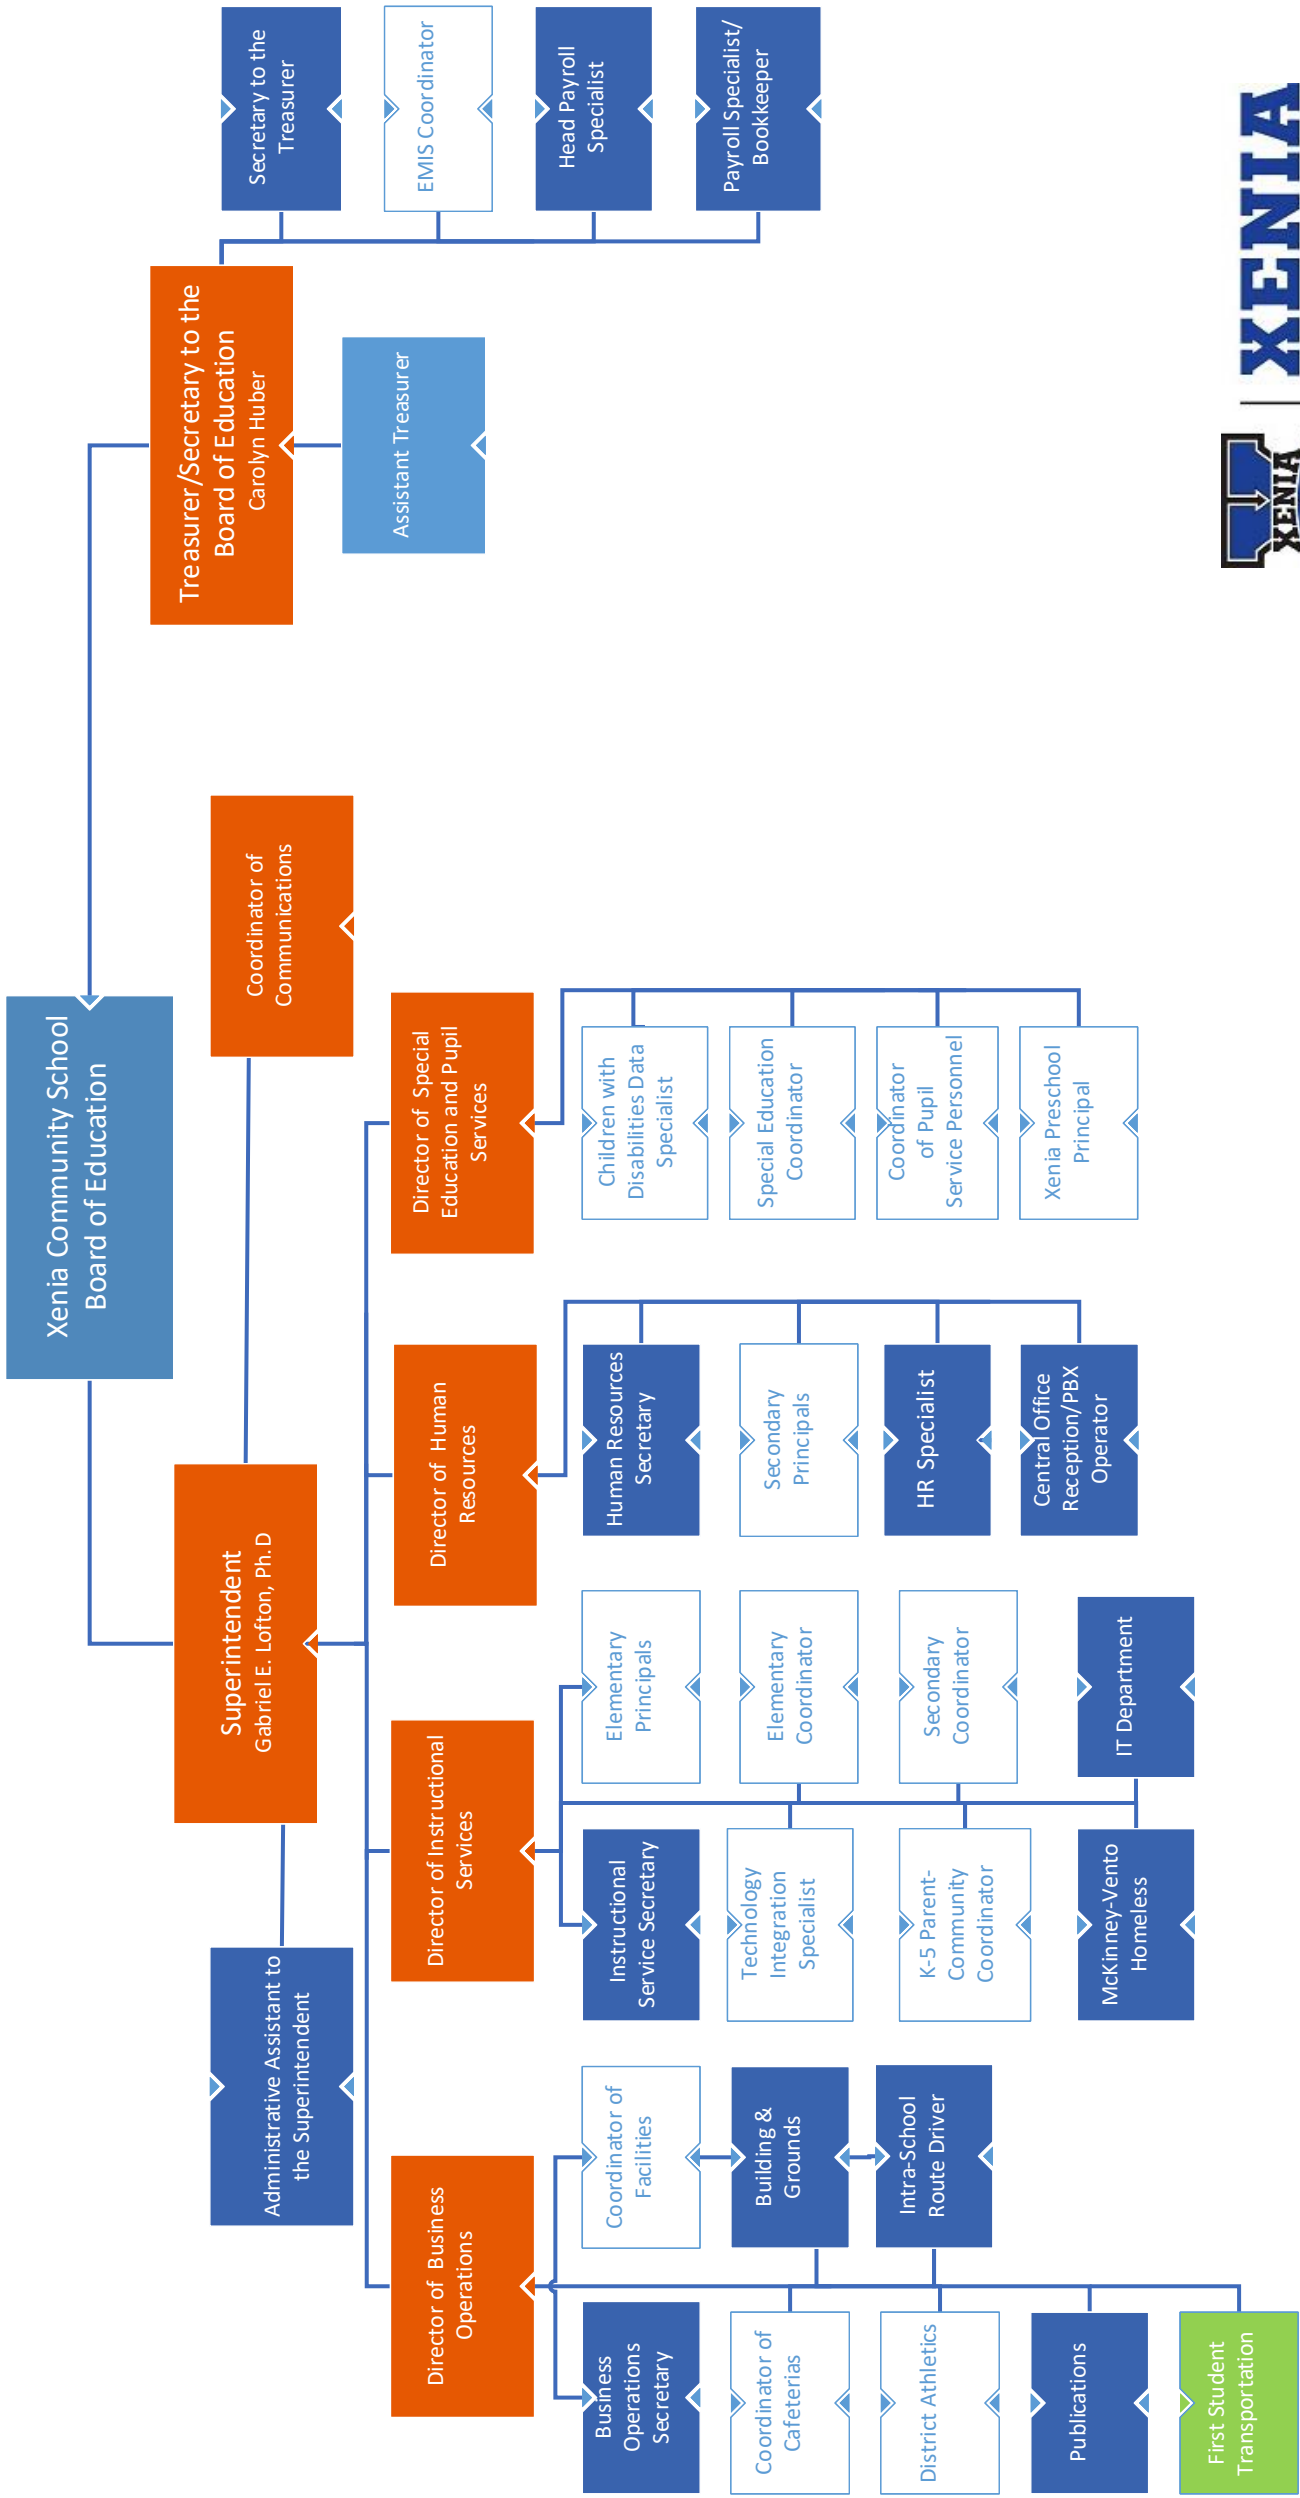 Xenia Community School
Board of Education
Superintendent
Gabriel E. Lofton, Ph.D
Treasurer/Secretary to the
Board of Education
Carolyn Huber
Administrative Assistant to
the Superintendent
Coordinator of
Communications
Assistant Treasurer
Secretary to the
Treasurer
EMIS Coordinator
Head Payroll
Specialist
Payroll Specialist/
Bookkeeper
Director of Business
Operations
Director of Instructional
Services
Director of Human
Resources
Director of Special
Education and Pupil
Services
Business
Operations
Secretary
Coordinator of
Facilities
Coordinator of
Cafeterias
Building &
Grounds
District Athletics
Intra-School
Route Driver
Publications
First Student
Transportation
Instructional
Service Secretary
Elementary
Principals
Technology
Integration
Specialist
Elementary
Coordinator
K-5 Parent-
Community
Coordinator
Secondary
Coordinator
McKinney-Vento
Homeless
IT Department
Human Resources
Secretary
Secondary
Principals
HR Specialist
Central Office
Reception/PBX
Operator
Children with
Disabilities Data
Specialist
Special Education
Coordinator
Coordinator
of Pupil
Service Personnel
Xenia Preschool
Principal
XENIA
XENIA